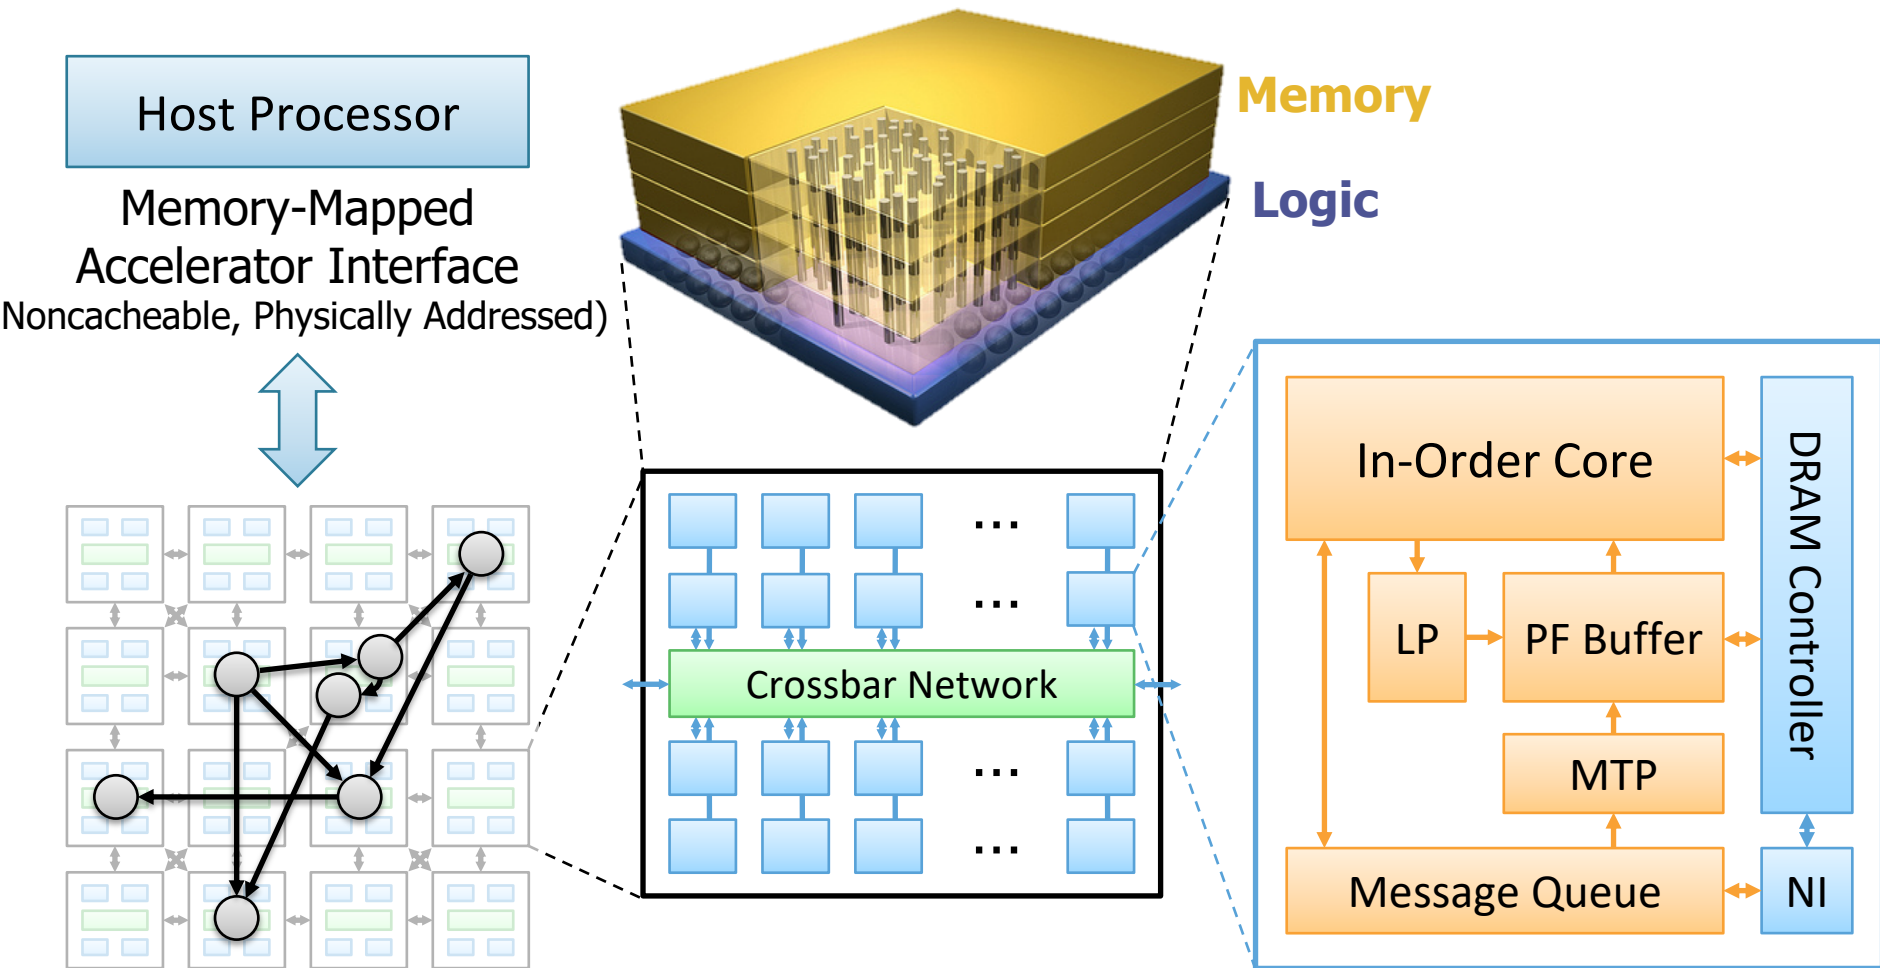 Host Processor
Memory-Mapped
Accelerator Interface
Noncacheable, Physically Addressed)
Memory
Logic
...
...
Crossbar Network
...
...
In-Order Core
LP
PF Buffer
MTP
Message Queue
DRAM Controller
NI